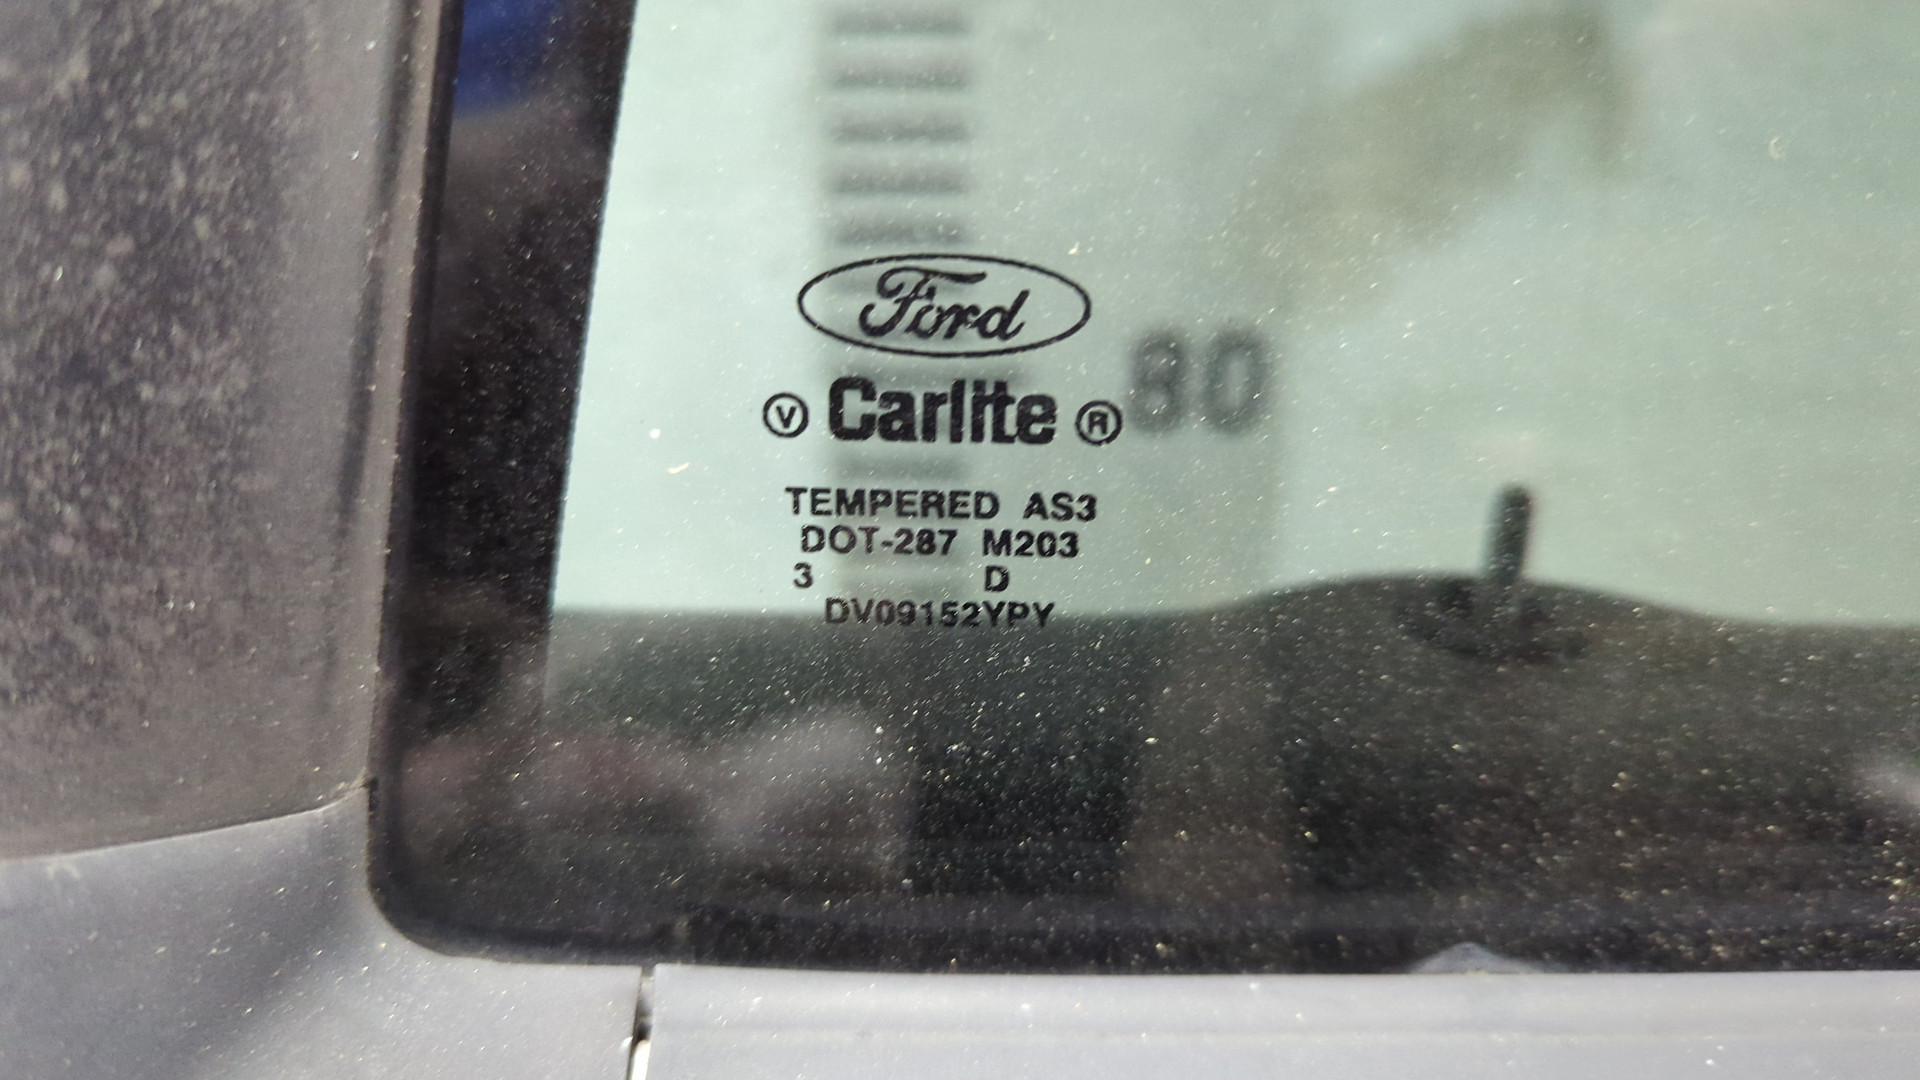 Ford
V Carlite ®
80
TEMPERED AS3
DOT-287 M203
3 D
DV09152YPY